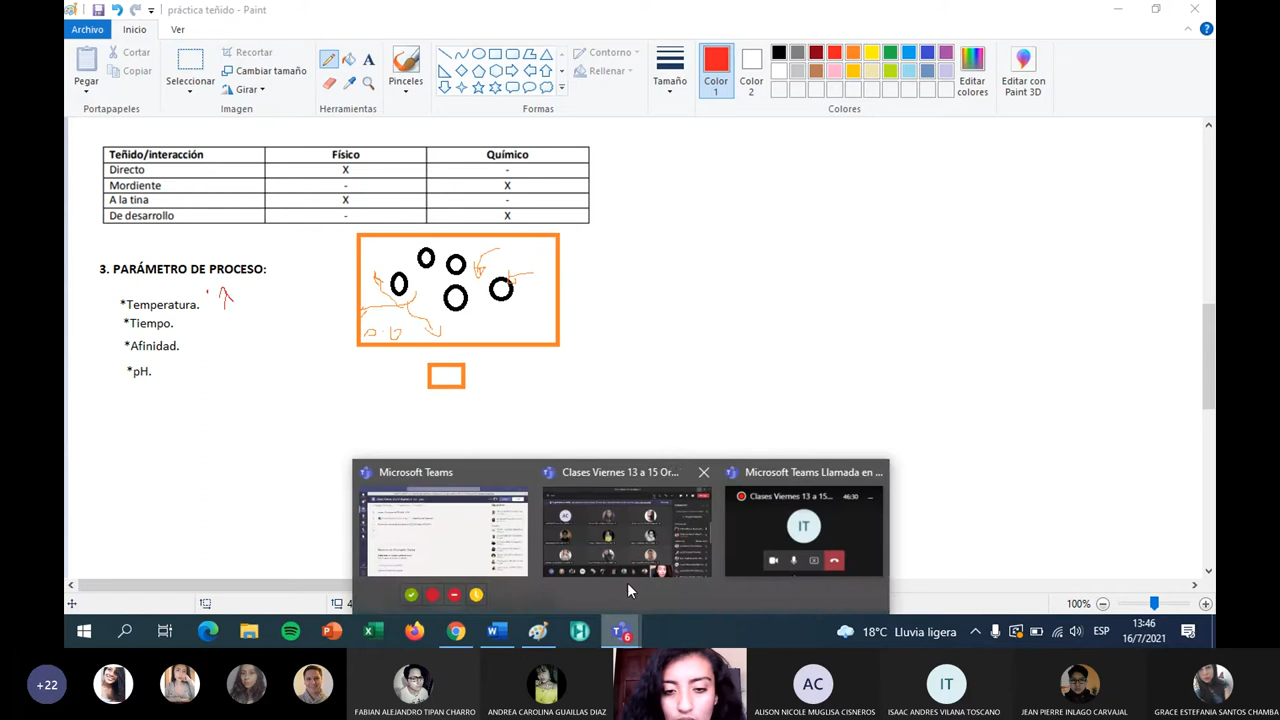 práctica teñido - Paint
Archivo Inicio Ver
Pegar
Cortar
Copiar
Portapapeles
Seleccionar
Recortar
Cambiar tamaño
Girar
Imagen
Herramientas
Pinceles
Contorno
Rellenar
Formas
Tamaño
Color 1
Color 2
Editar colores
Colores
Editar con Paint 3D
Teñido/interacción Físico Químico
Directo X -
Mordiente - X
A la tina X -
De desarrollo - X
3. PARÁMETRO DE PROCESO:
*Temperatura.
*Tiempo.
*Afinidad.
*pH.
Microsoft Teams
Clases Viernes 13 a 15 Or...
Microsoft Teams Llamada en ...
Clases Viernes 13 a 15... 46:30
AC
IT
4
100%
6
18°C Lluvia ligera
ESP
13:46
16/7/2021
+22
FABIAN ALEJANDRO TIPAN CHARRO
ANDREA CAROLINA GUAILLAS DIAZ
AC
ALISON NICOLE MUGLISA CISNEROS
IT
ISAAC ANDRES VILANA TOSCANO
JEAN PIERRE INLAGO CARVAJAL
GRACE ESTEFANIA SANTOS CHAMBA